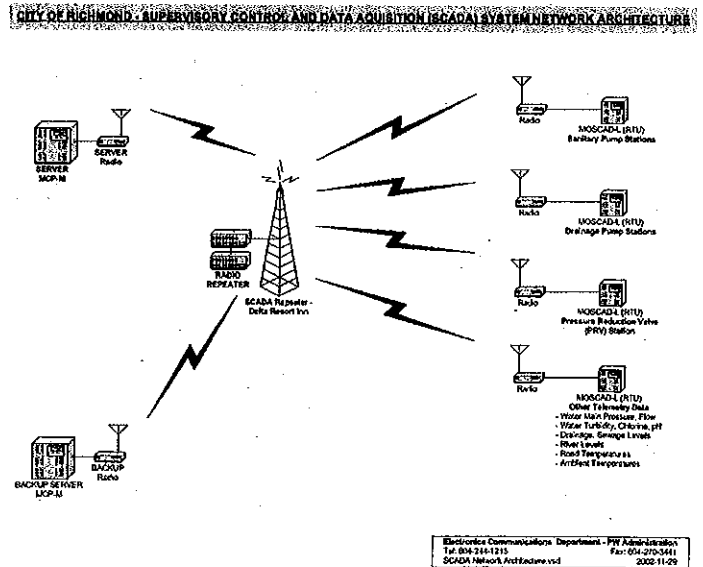 CITY OF RICHMOND - SUPERVISORY CONTROL AND DATA AQUISITION (SCADA) SYSTEM NETWORK ARCHITECTURE
SERVER
MCP-M
SERVER
Radio
RADIO
REPEATER
SCADA Repeater -
Delta Resort Inn
BACKUP SERVER
MCP-M
BACKUP
Radio
Radio
MOSCAD-L (RTU)
Sanitary Pump Stations
Radio
MOSCAD-L (RTU)
Drainage Pump Stations
Radio
MOSCAD-L (RTU)
Pressure Reduction Valve
(PRV) Station
Radio
MOSCAD-L (RTU)
Other Telemetry Data
- Water Main Pressure, Flow
- Water Turbidity, Chlorine, pH
- Drainage, Sewage Levels
- River Levels
- Road Temperatures
- Ambient Temperatures
Electronics Communications Department - PW Administration
Tel: 604-244-1215 Fax: 604-270-3441
SCADA Network Architecture.vsd 2002-11-29